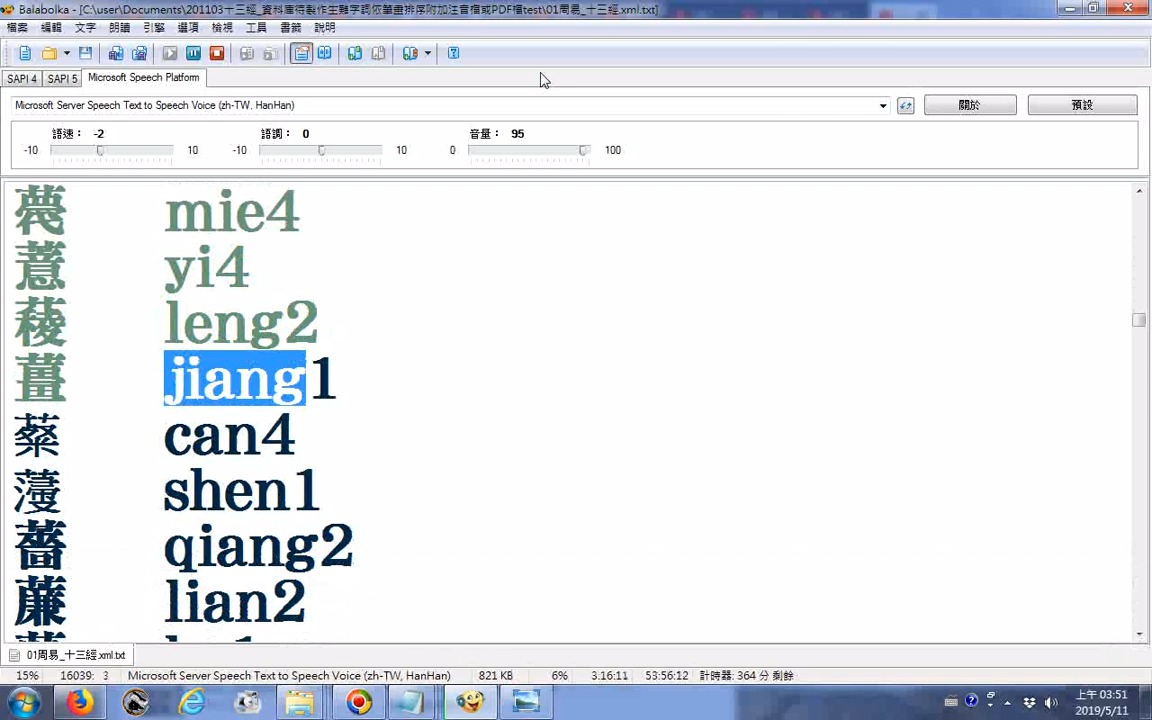 Balabolka - [C:\user\Documents\201103十三經_資料庫待製作生難字詞依筆畫排序附加注音檔或PDF檔test\01周易_十三經.xml.txt]
檔案 編輯 文字 朗讀 引擎 選項 檢視 工具 書籤 說明
SAPI 4 SAPI 5 Microsoft Speech Platform
Microsoft Server Speech Text to Speech Voice (zh-TW, HanHan) 關於 預設
語速： -2 語調： 0 音量： 95
-10 10 -10 10 0 100
mie4
薏 yi4
薐 leng2
薑 jiang1
can4
shen1
薔 qiang2
薕 lian2
01周易_十三經.xml.txt
15% 16039: 3 Microsoft Server Speech Text to Speech Voice (zh-TW, HanHan) 821 KB 6% 3:16:11 53:56:12 計時器: 364 分 剩餘
上午 03:51
2019/5/11